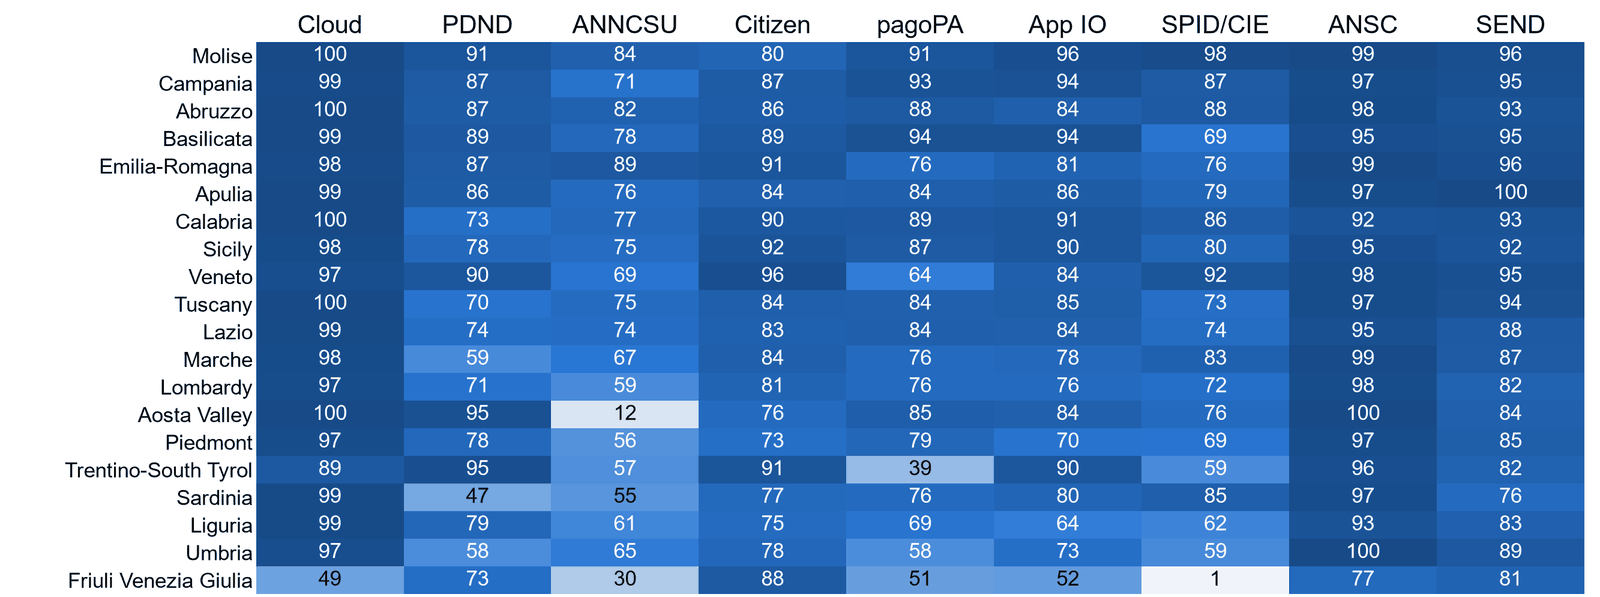 Cloud PDND ANNCSU Citizen pagoPA App IO SPID/CIE ANSC SEND
Molise 100 91 84 80 91 96 98 99 96
Campania 99 87 71 87 93 94 87 97 95
Abruzzo 100 87 82 86 88 84 88 98 93
Basilicata 99 89 78 89 94 94 69 95 95
Emilia-Romagna 98 87 89 91 76 81 76 99 96
Apulia 99 86 76 84 84 86 79 97 100
Calabria 100 73 77 90 89 91 86 92 93
Sicily 98 78 75 92 87 90 80 95 92
Veneto 97 90 69 96 64 84 92 98 95
Tuscany 100 70 75 84 84 85 73 97 94
Lazio 99 74 74 83 84 84 74 95 88
Marche 98 59 67 84 76 78 83 99 87
Lombardy 97 71 59 81 76 76 72 98 82
Aosta Valley 100 95 12 76 85 84 76 100 84
Piedmont 97 78 56 73 79 70 69 97 85
Trentino-South Tyrol 89 95 57 91 39 90 59 96 82
Sardinia 99 47 55 77 76 80 85 97 76
Liguria 99 79 61 75 69 64 62 93 83
Umbria 97 58 65 78 58 73 59 100 89
Friuli Venezia Giulia 49 73 30 88 51 52 1 77 81